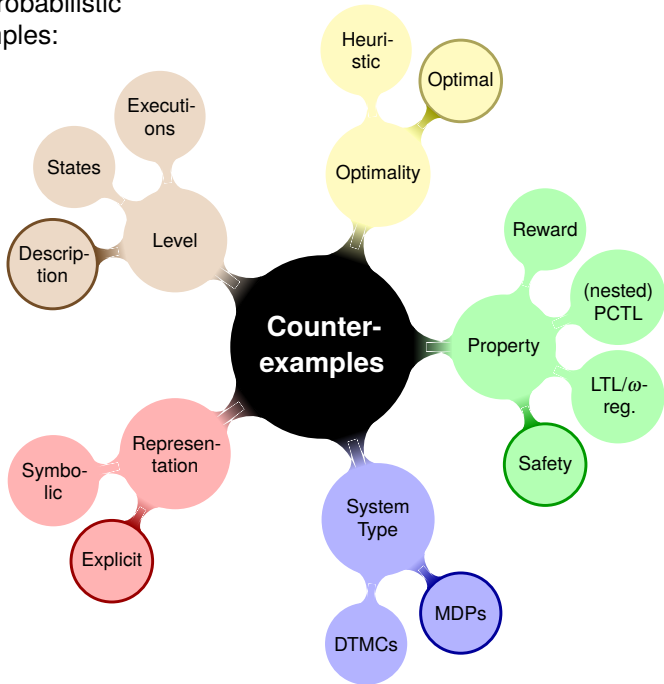 robabilistic
ples:
Heuri-
stic
Optimal
Optimality
Executi-
ons
States
Level
Descrip-
tion
Reward
(nested)
PCTL
Property
LTL/ω-
reg.
Safety
Counter-
examples
Represen-
tation
Symbo-
lic
Explicit
System
Type
MDPs
DTMCs